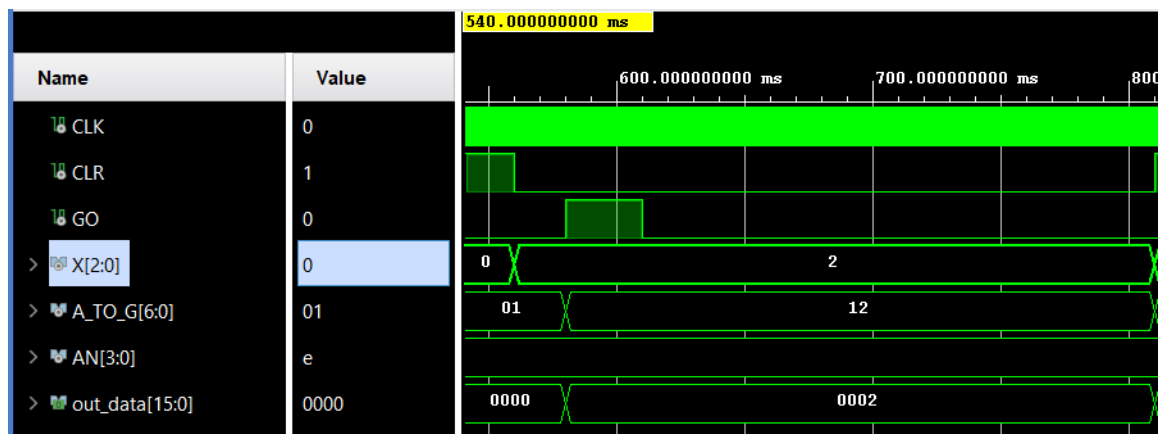 540.000000000 ms
Name Value 600.000000000 ms 700.000000000 ms 800
CLK 0
CLR 1
GO 0
X[2:0] 0 0 2
A_TO_G[6:0] 01 01 12
AN[3:0] e
out_data[15:0] 0000 0000 0002